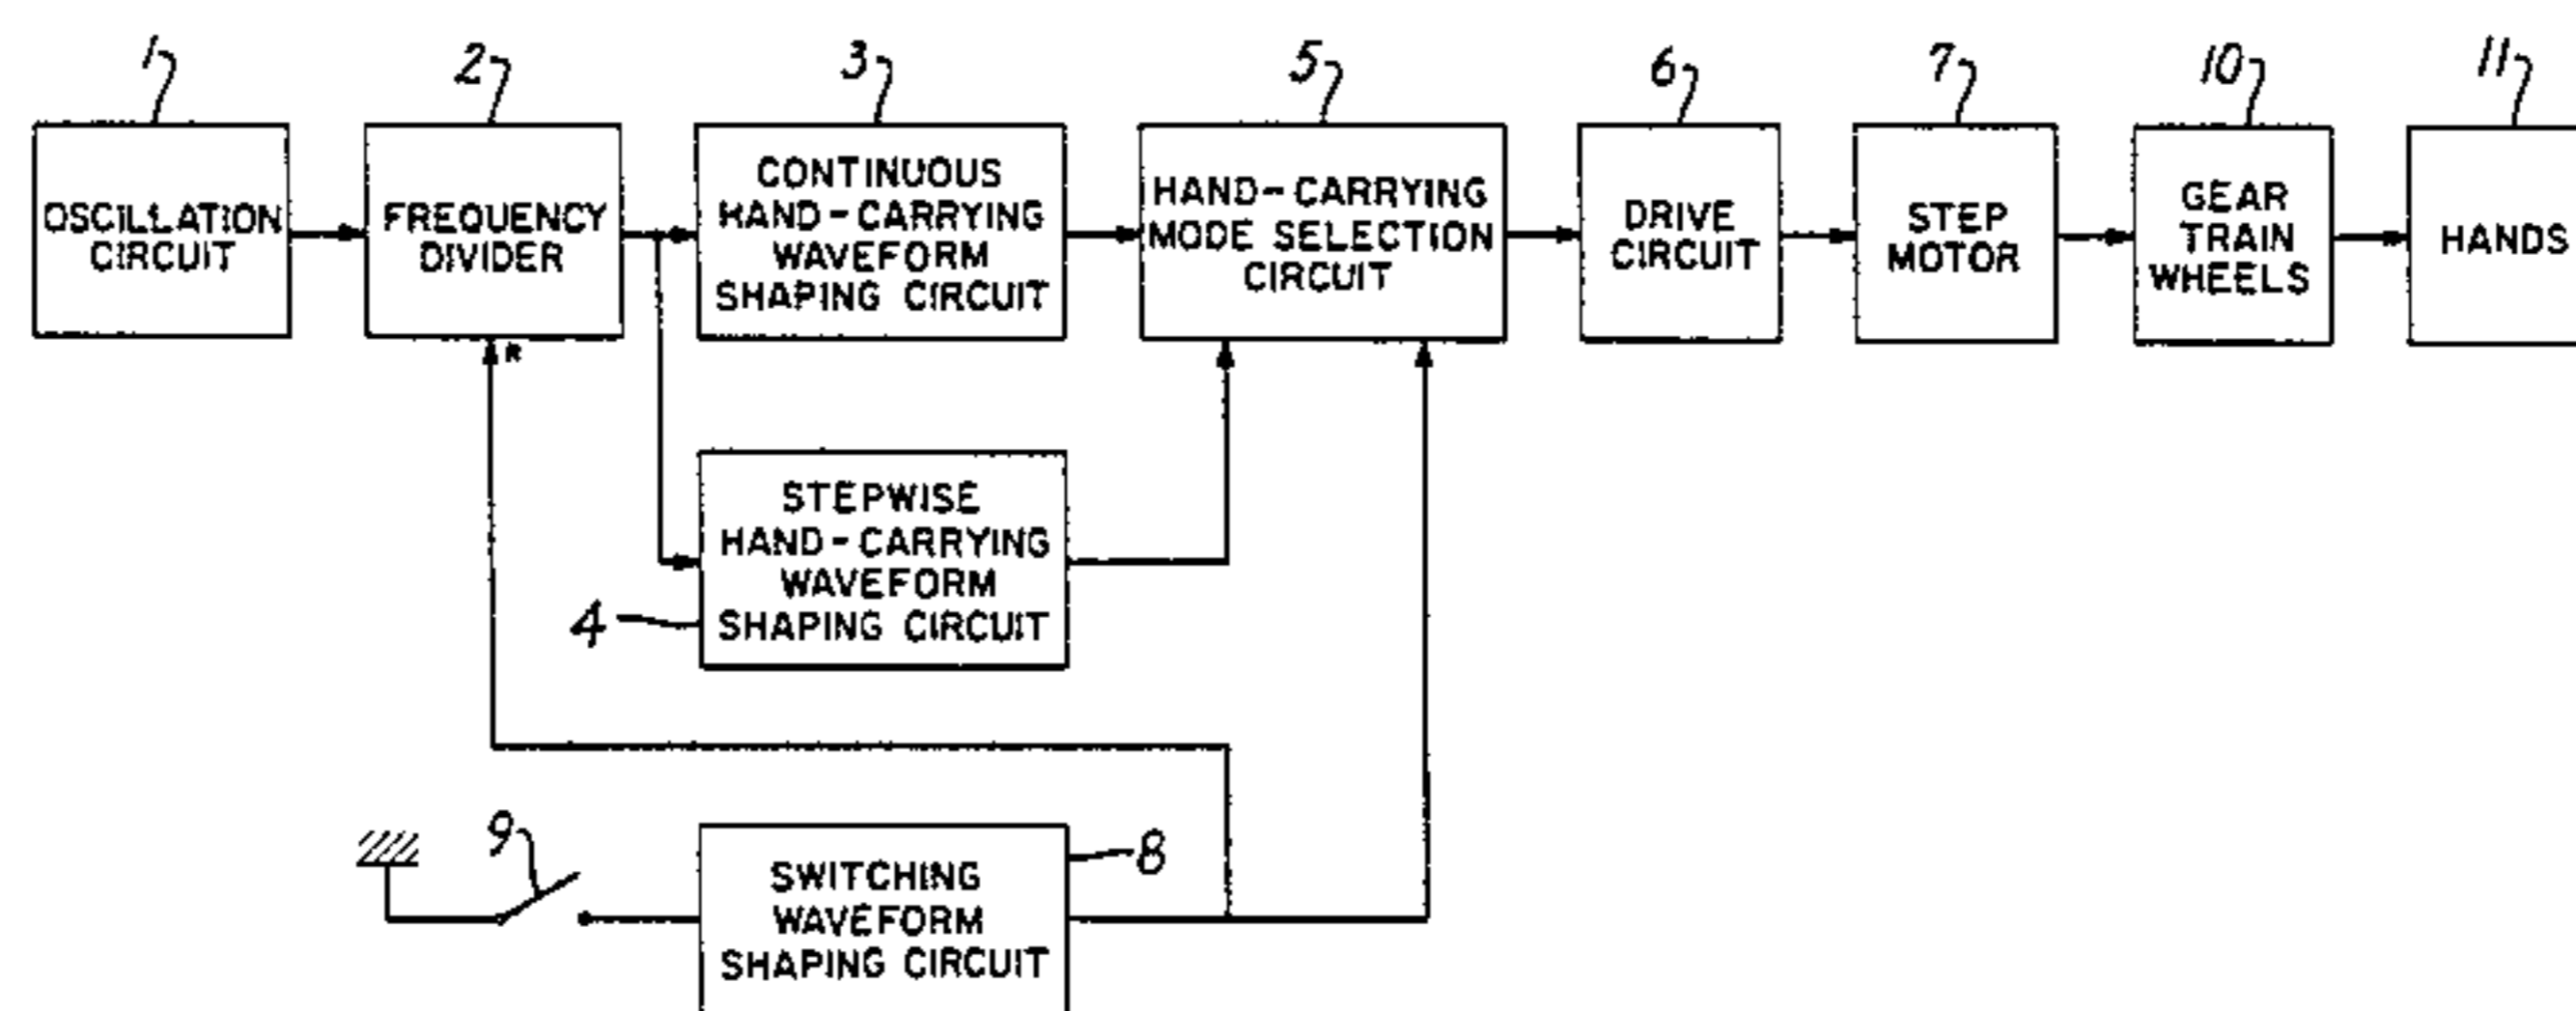 1
2
3
5
6
7
10
11
OSCILLATION
CIRCUIT
FREQUENCY
DIVIDER
CONTINUOUS
HAND-CARRYING
WAVEFORM
SHAPING CIRCUIT
HAND-CARRYING
MODE SELECTION
CIRCUIT
DRIVE
CIRCUIT
STEP
MOTOR
GEAR
TRAIN
WHEELS
HANDS
R
STEPWISE
HAND-CARRYING
WAVEFORM
SHAPING CIRCUIT
4
9
8
SWITCHING
WAVEFORM
SHAPING CIRCUIT